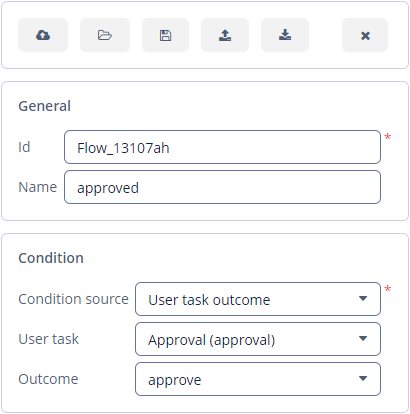 General
Id Flow_13107ah *
Name approved
Condition
Condition source User task outcome *
User task Approval (approval)
Outcome approve